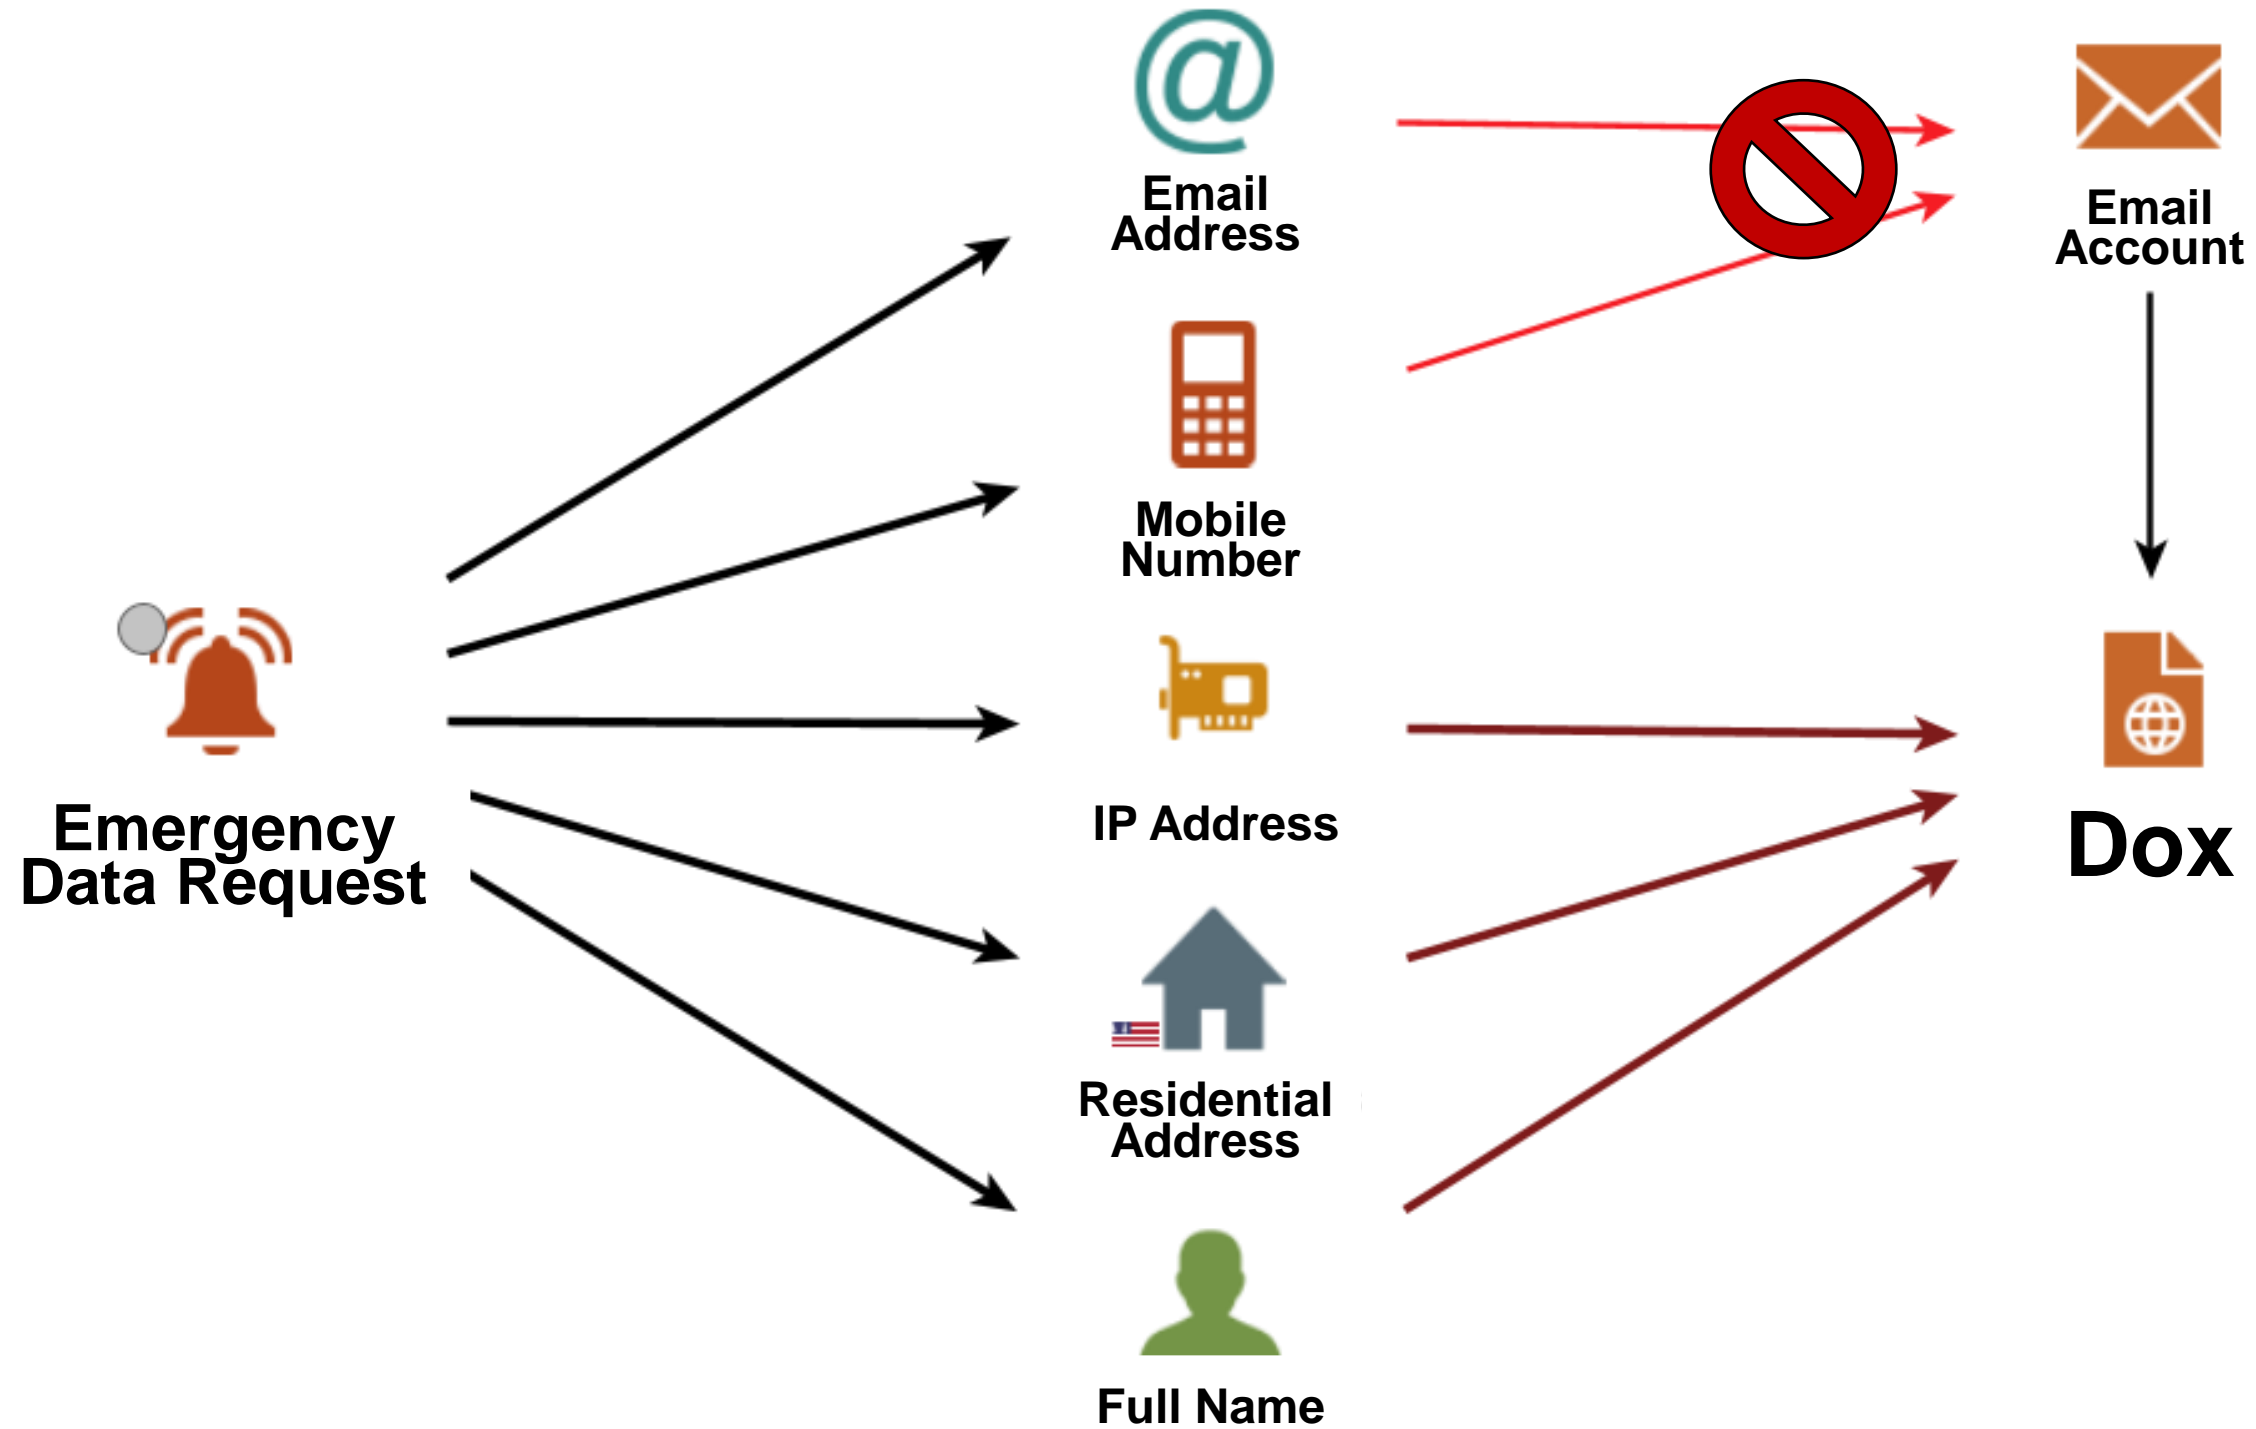 Email
Address
Email
Account
Mobile
Number
Emergency
Data Request
IP Address
Dox
Residential
Address
Full Name